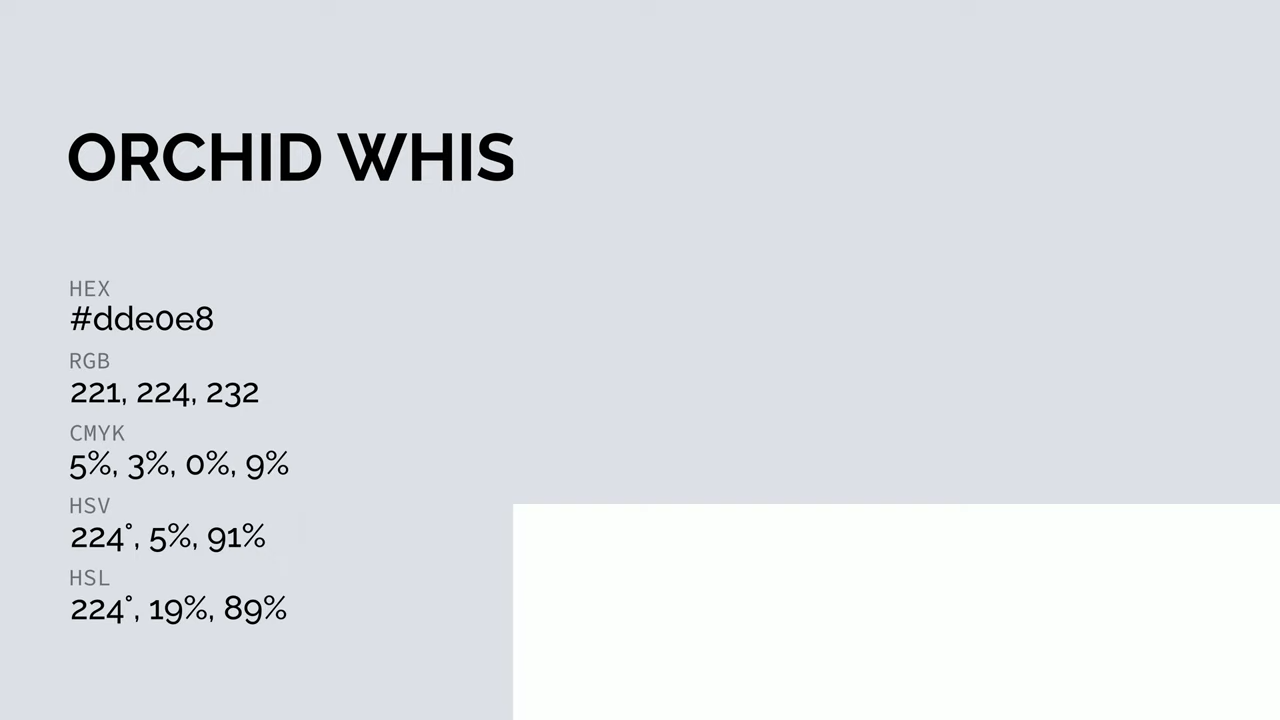 ORCHID WHIS
HEX
#dde0e8
RGB
221, 224, 232
CMYK
5%, 3%, 0%, 9%
HSV
224°, 5%, 91%
HSL
224°, 19%, 89%